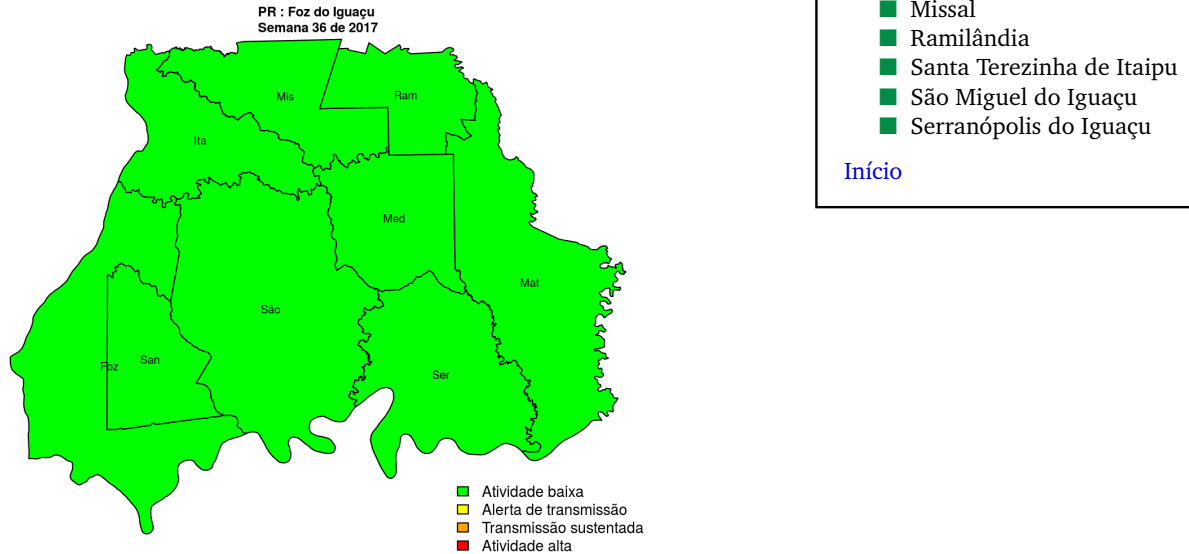 PR : Foz do Iguaçu
Semana 36 de 2017
Mis
Ram
Ita
Med
Mat
São
San
Foz
Ser
Atividade baixa
Alerta de transmissão
Transmissão sustentada
Atividade alta
Missal
Ramilândia
Santa Terezinha de Itaipu
São Miguel do Iguaçu
Serranópolis do Iguaçu
Início